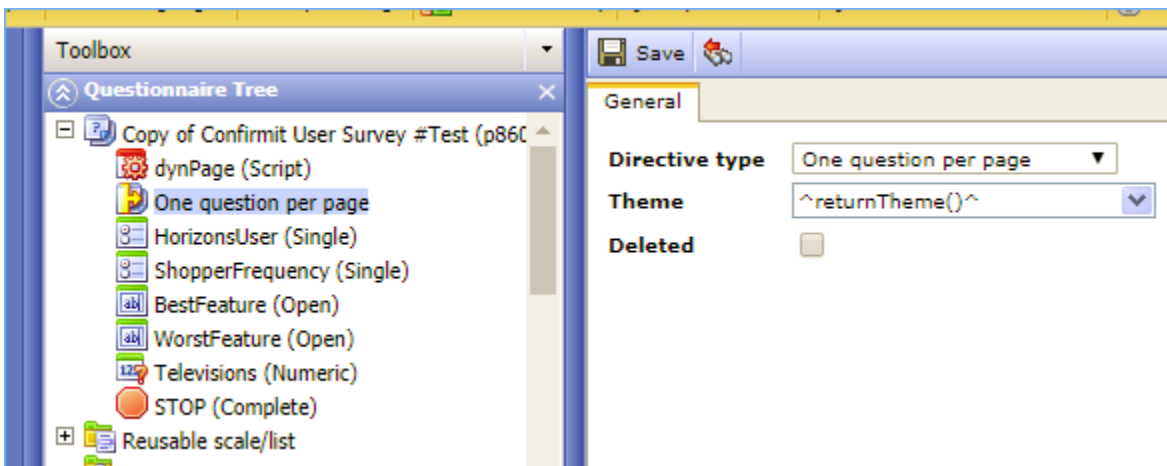 Toolbox
Save
Questionnaire Tree
General
Copy of Confirmit User Survey #Test (p860
dynPage (Script)
One question per page
HorizonsUser (Single)
ShopperFrequency (Single)
BestFeature (Open)
WorstFeature (Open)
Televisions (Numeric)
STOP (Complete)
Reusable scale/list
Directive type One question per page
Theme ^returnTheme()^
Deleted